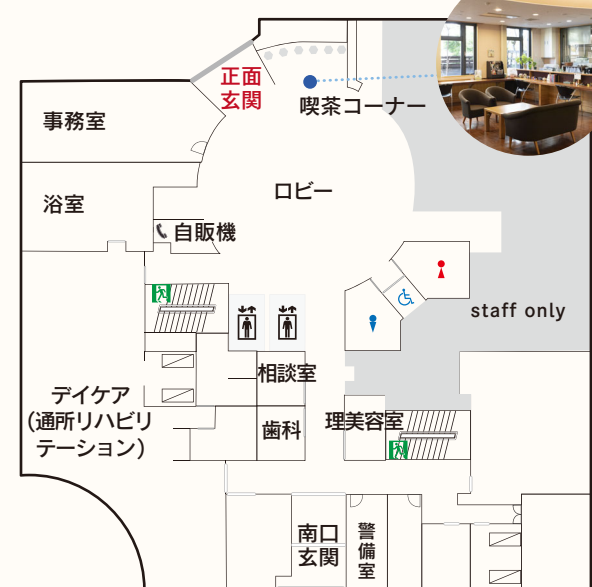 正面
玄関
喫茶コーナー
事務室
ロビー
浴室
自販機
staff only
相談室
デイケア
（通所リハビリ
テーション）
歯科
理美容室
南口
玄関
警
備
室